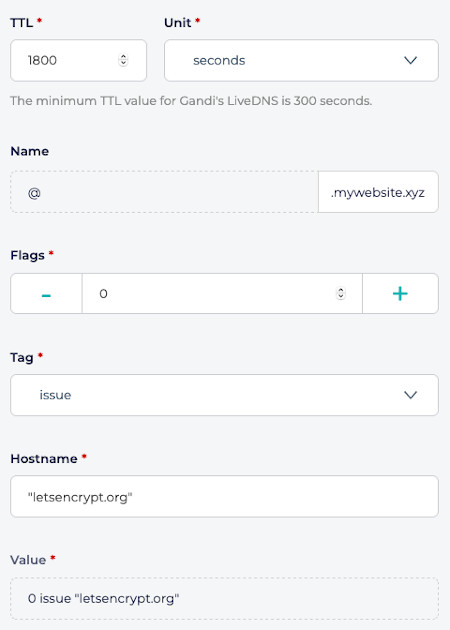 TTL *
Unit *
1800
seconds
The minimum TTL value for Gandi's LiveDNS is 300 seconds.
Name
@
.mywebsite.xyz
Flags *
-
0
+
Tag *
issue
Hostname *
"letsencrypt.org"
Value *
0 issue "letsencrypt.org"